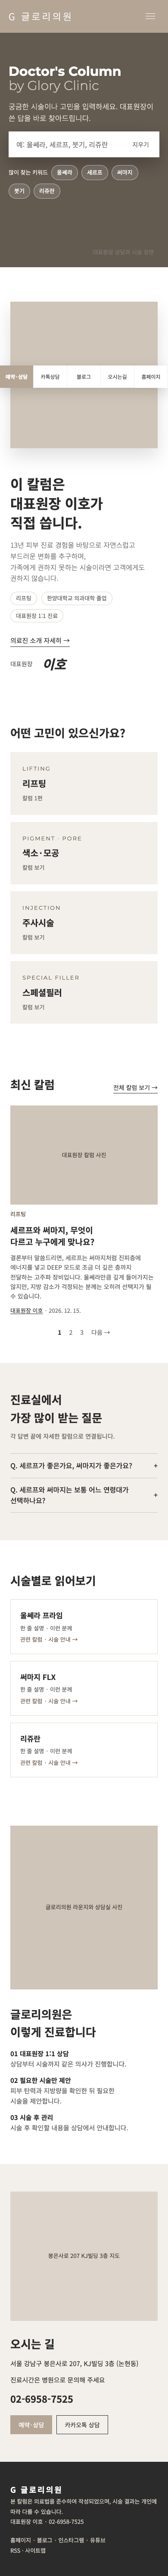 G 글로리의원
Doctor's Column
by Glory Clinic
궁금한 시술이나 고민을 입력하세요. 대표원장이
쓴 답을 바로 찾아드립니다.
예: 울쎄라, 세르프, 붓기, 리쥬란 지우기
많이 찾는 키워드 울쎄라 세르프 써마지
붓기 리쥬란
예약·상담 카톡상담 블로그 오시는길 홈페이지
이 칼럼은
대표원장 이호가
직접 씁니다.
13년 피부 진료 경험을 바탕으로 자연스럽고
부드러운 변화를 추구하며,
가족에게 권하지 못하는 시술이라면 고객에게도
권하지 않습니다.
리프팅 한양대학교 의과대학 졸업
대표원장 1:1 진료
의료진 소개 자세히 →
대표원장 이호
어떤 고민이 있으신가요?
LIFTING
리프팅
칼럼 1편
PIGMENT · PORE
색소·모공
칼럼 보기
INJECTION
주사시술
칼럼 보기
SPECIAL FILLER
스페셜필러
칼럼 보기
최신 칼럼 전체 칼럼 보기 →
대표원장 칼럼 사진
리프팅
세르프와 써마지, 무엇이
다르고 누구에게 맞나요?
결론부터 말씀드리면, 세르프는 써마지처럼 진피층에
에너지를 넣고 DEEP 모드로 조금 더 깊은 층까지
전달하는 고주파 장비입니다. 울쎄라만큼 깊게 들어가지는
않지만, 지방 감소가 걱정되는 분께는 오히려 선택지가 될
수 있습니다.
대표원장 이호 · 2026. 12. 15.
1 2 3 다음 →
진료실에서
가장 많이 받는 질문
각 답변 끝에 자세한 칼럼으로 연결됩니다.
Q. 세르프가 좋은가요, 써마지가 좋은가요? +
Q. 세르프와 써마지는 보통 어느 연령대가
선택하나요? +
시술별로 읽어보기
울쎄라 프라임
한 줄 설명 · 이런 분께
관련 칼럼 · 시술 안내 →
써마지 FLX
한 줄 설명 · 이런 분께
관련 칼럼 · 시술 안내 →
리쥬란
한 줄 설명 · 이런 분께
관련 칼럼 · 시술 안내 →
글로리의원 라운지와 상담실 사진
글로리의원은
이렇게 진료합니다
01 대표원장 1:1 상담
상담부터 시술까지 같은 의사가 진행합니다.
02 필요한 시술만 제안
피부 탄력과 지방량을 확인한 뒤 필요한
시술을 제안합니다.
03 시술 후 관리
시술 후 확인할 내용을 상담에서 안내합니다.
봉은사로 207 KJ빌딩 3층 지도
오시는 길
서울 강남구 봉은사로 207, KJ빌딩 3층 (논현동)
진료시간은 병원으로 문의해 주세요
02-6958-7525
예약·상담 카카오톡 상담
G 글로리의원
본 칼럼은 의료법을 준수하여 작성되었으며, 시술 결과는 개인에
따라 다를 수 있습니다.
대표원장 이호 · 02-6958-7525
홈페이지 · 블로그 · 인스타그램 · 유튜브
RSS · 사이트맵